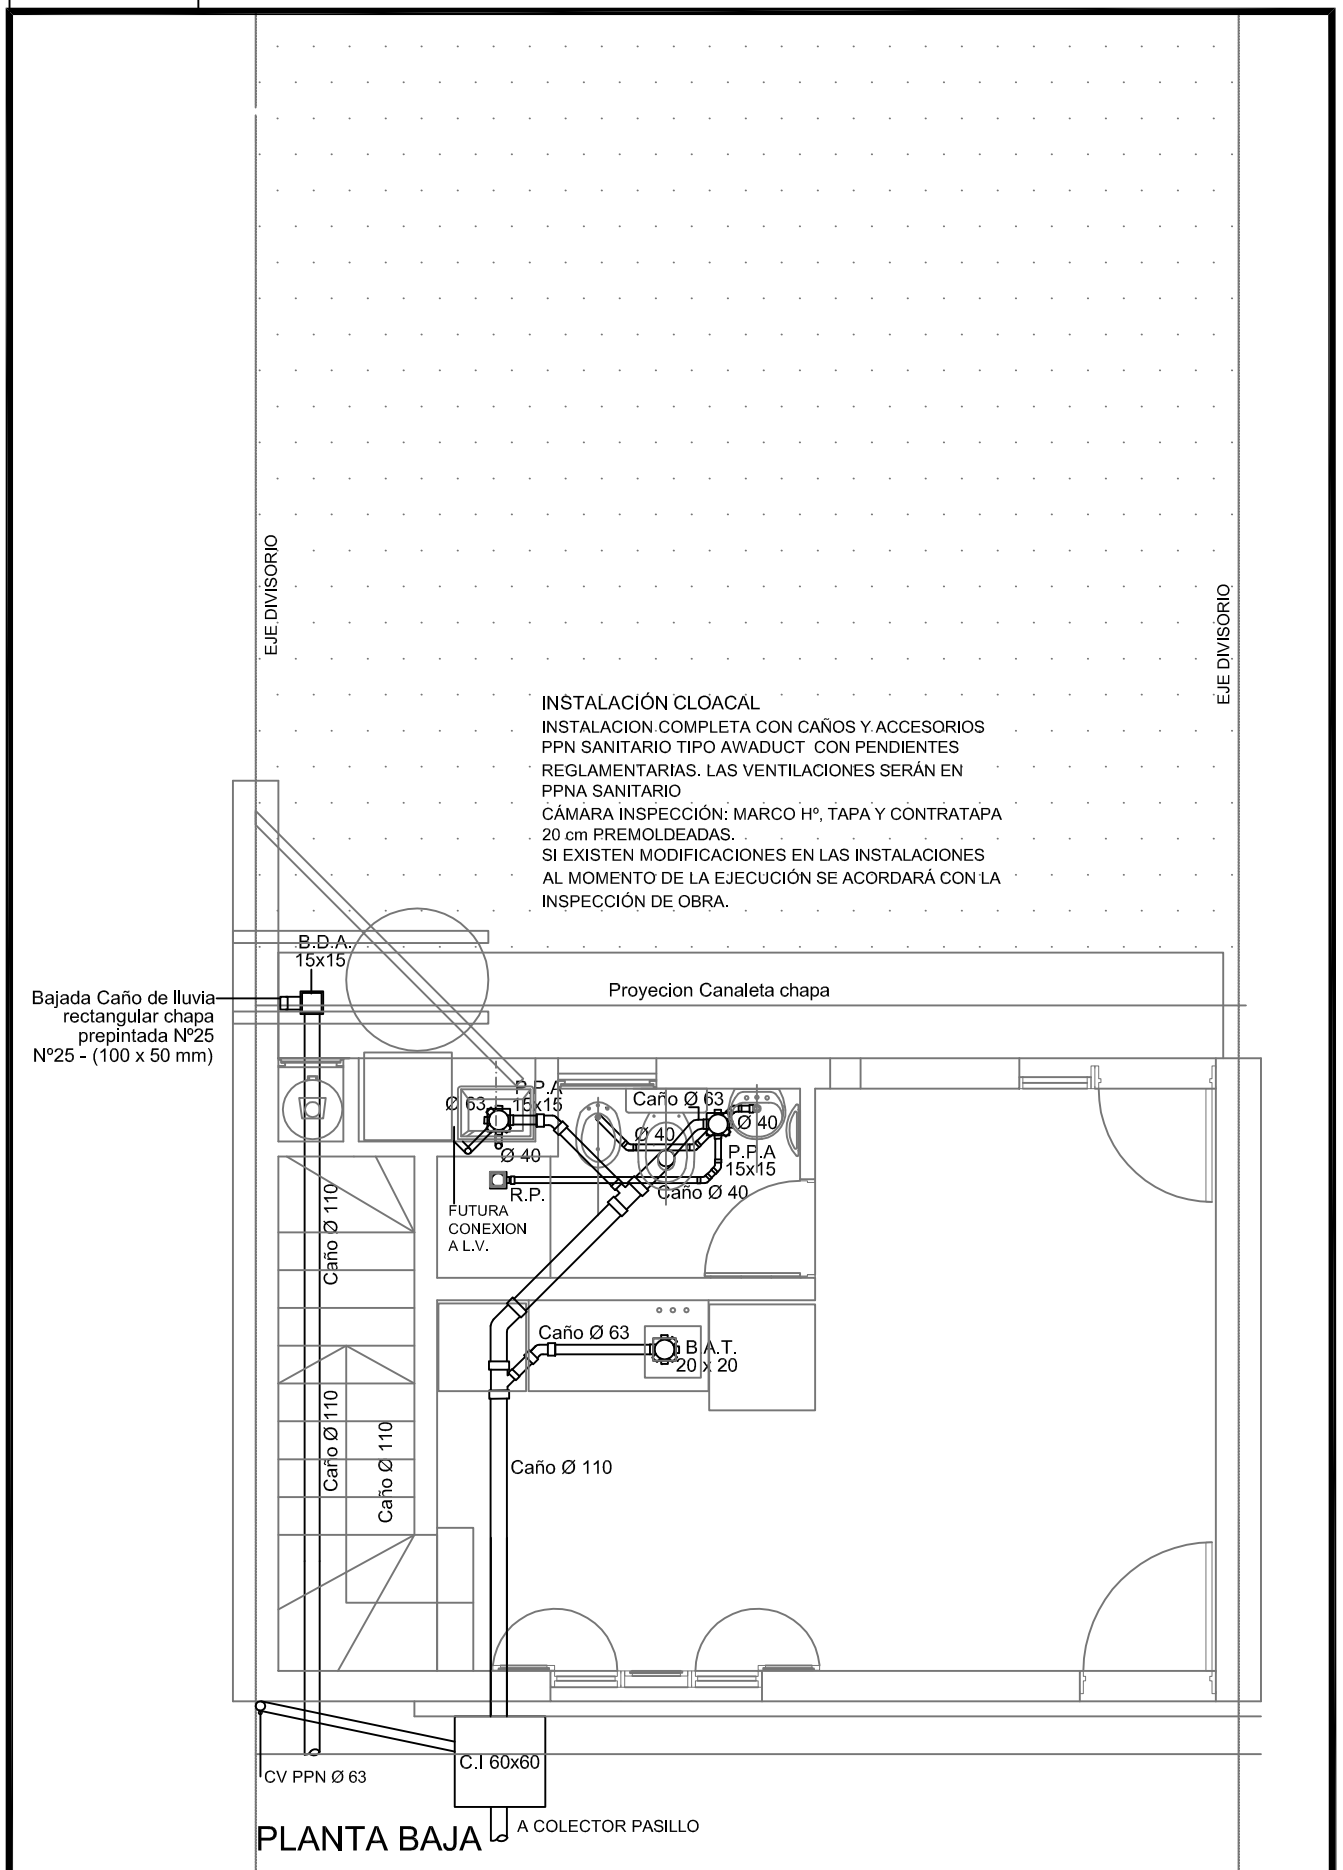 EJE DIVISORIO
EJE DIVISORIO
INSTALACIÓN CLOACAL
INSTALACION COMPLETA CON CAÑOS Y ACCESORIOS
PPN SANITARIO TIPO AWADUCT CON PENDIENTES
REGLAMENTARIAS. LAS VENTILACIONES SERÁN EN
PPNA SANITARIO
CÁMARA INSPECCIÓN: MARCO Hº, TAPA Y CONTRATAPA
20 cm PREMOLDEADAS.
SI EXISTEN MODIFICACIONES EN LAS INSTALACIONES
AL MOMENTO DE LA EJECUCIÓN SE ACORDARÁ CON LA
INSPECCIÓN DE OBRA.
B.D.A.
15x15
Bajada Caño de lluvia
rectangular chapa
prepintada Nº25
Nº25 - (100 x 50 mm)
Proyecion Canaleta chapa
P.P.A
15x15
Ø 63
Caño Ø 63
Ø 40
Ø 40
Ø 40
P.P.A
15x15
R.P.
Caño Ø 40
FUTURA
CONEXION
A L.V.
Caño Ø 110
Caño Ø 63
B.A.T.
20 x 20
Caño Ø 110
Caño Ø 110
Caño Ø 110
C.I 60x60
CV PPN Ø 63
A COLECTOR PASILLO
PLANTA BAJA